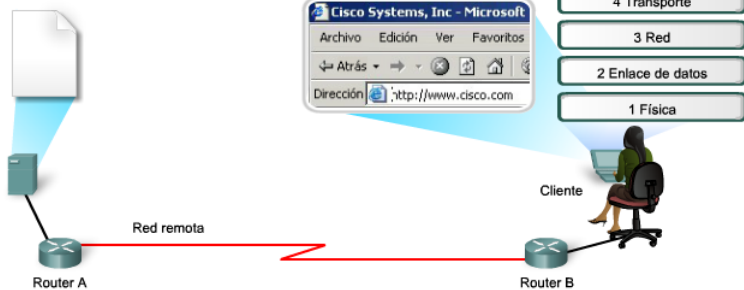 Cisco Systems, Inc - Microsoft
Archivo Edición Ver Favoritos
Atrás
Dirección http://www.cisco.com
4 Transporte
3 Red
2 Enlace de datos
1 Física
Cliente
Red remota
Router A
Router B